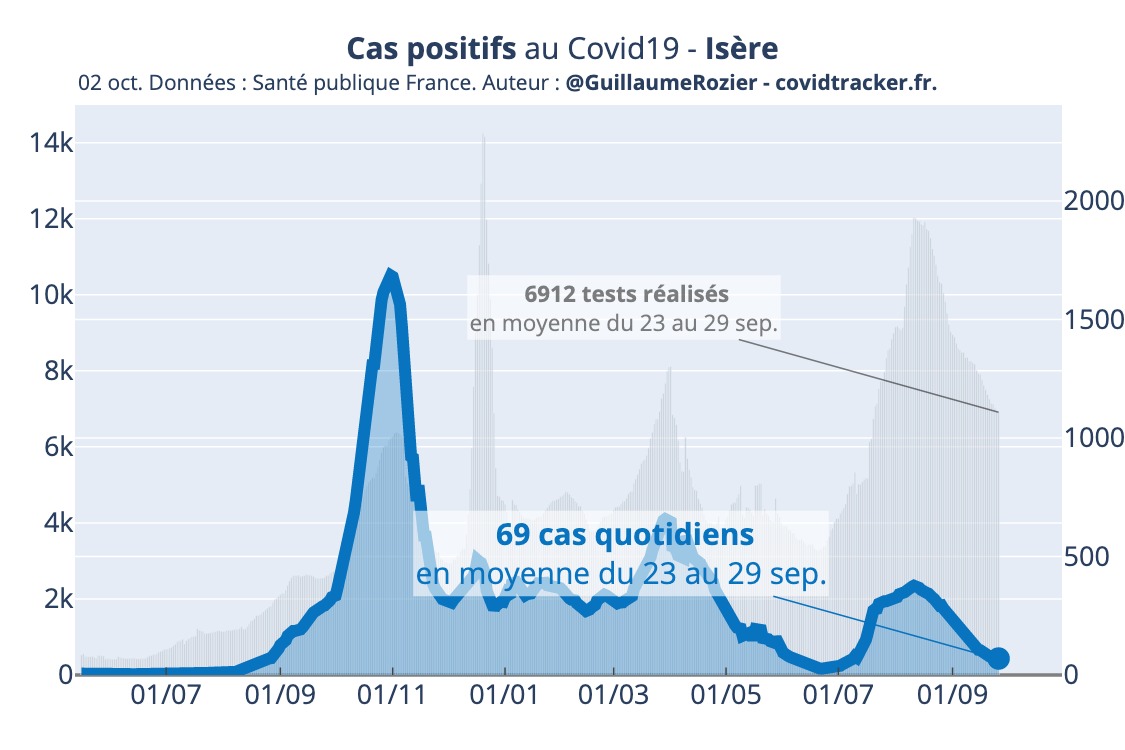 Cas positifs au Covid19 - Isère
02 oct. Données : Santé publique France. Auteur : @GuillaumeRozier - covidtracker.fr.
14k
12k
10k
8k
6k
4k
2k
0
2000
1500
1000
500
0
6912 tests réalisés
en moyenne du 23 au 29 sep.
69 cas quotidiens
en moyenne du 23 au 29 sep.
01/07 01/09 01/11 01/01 01/03 01/05 01/07 01/09